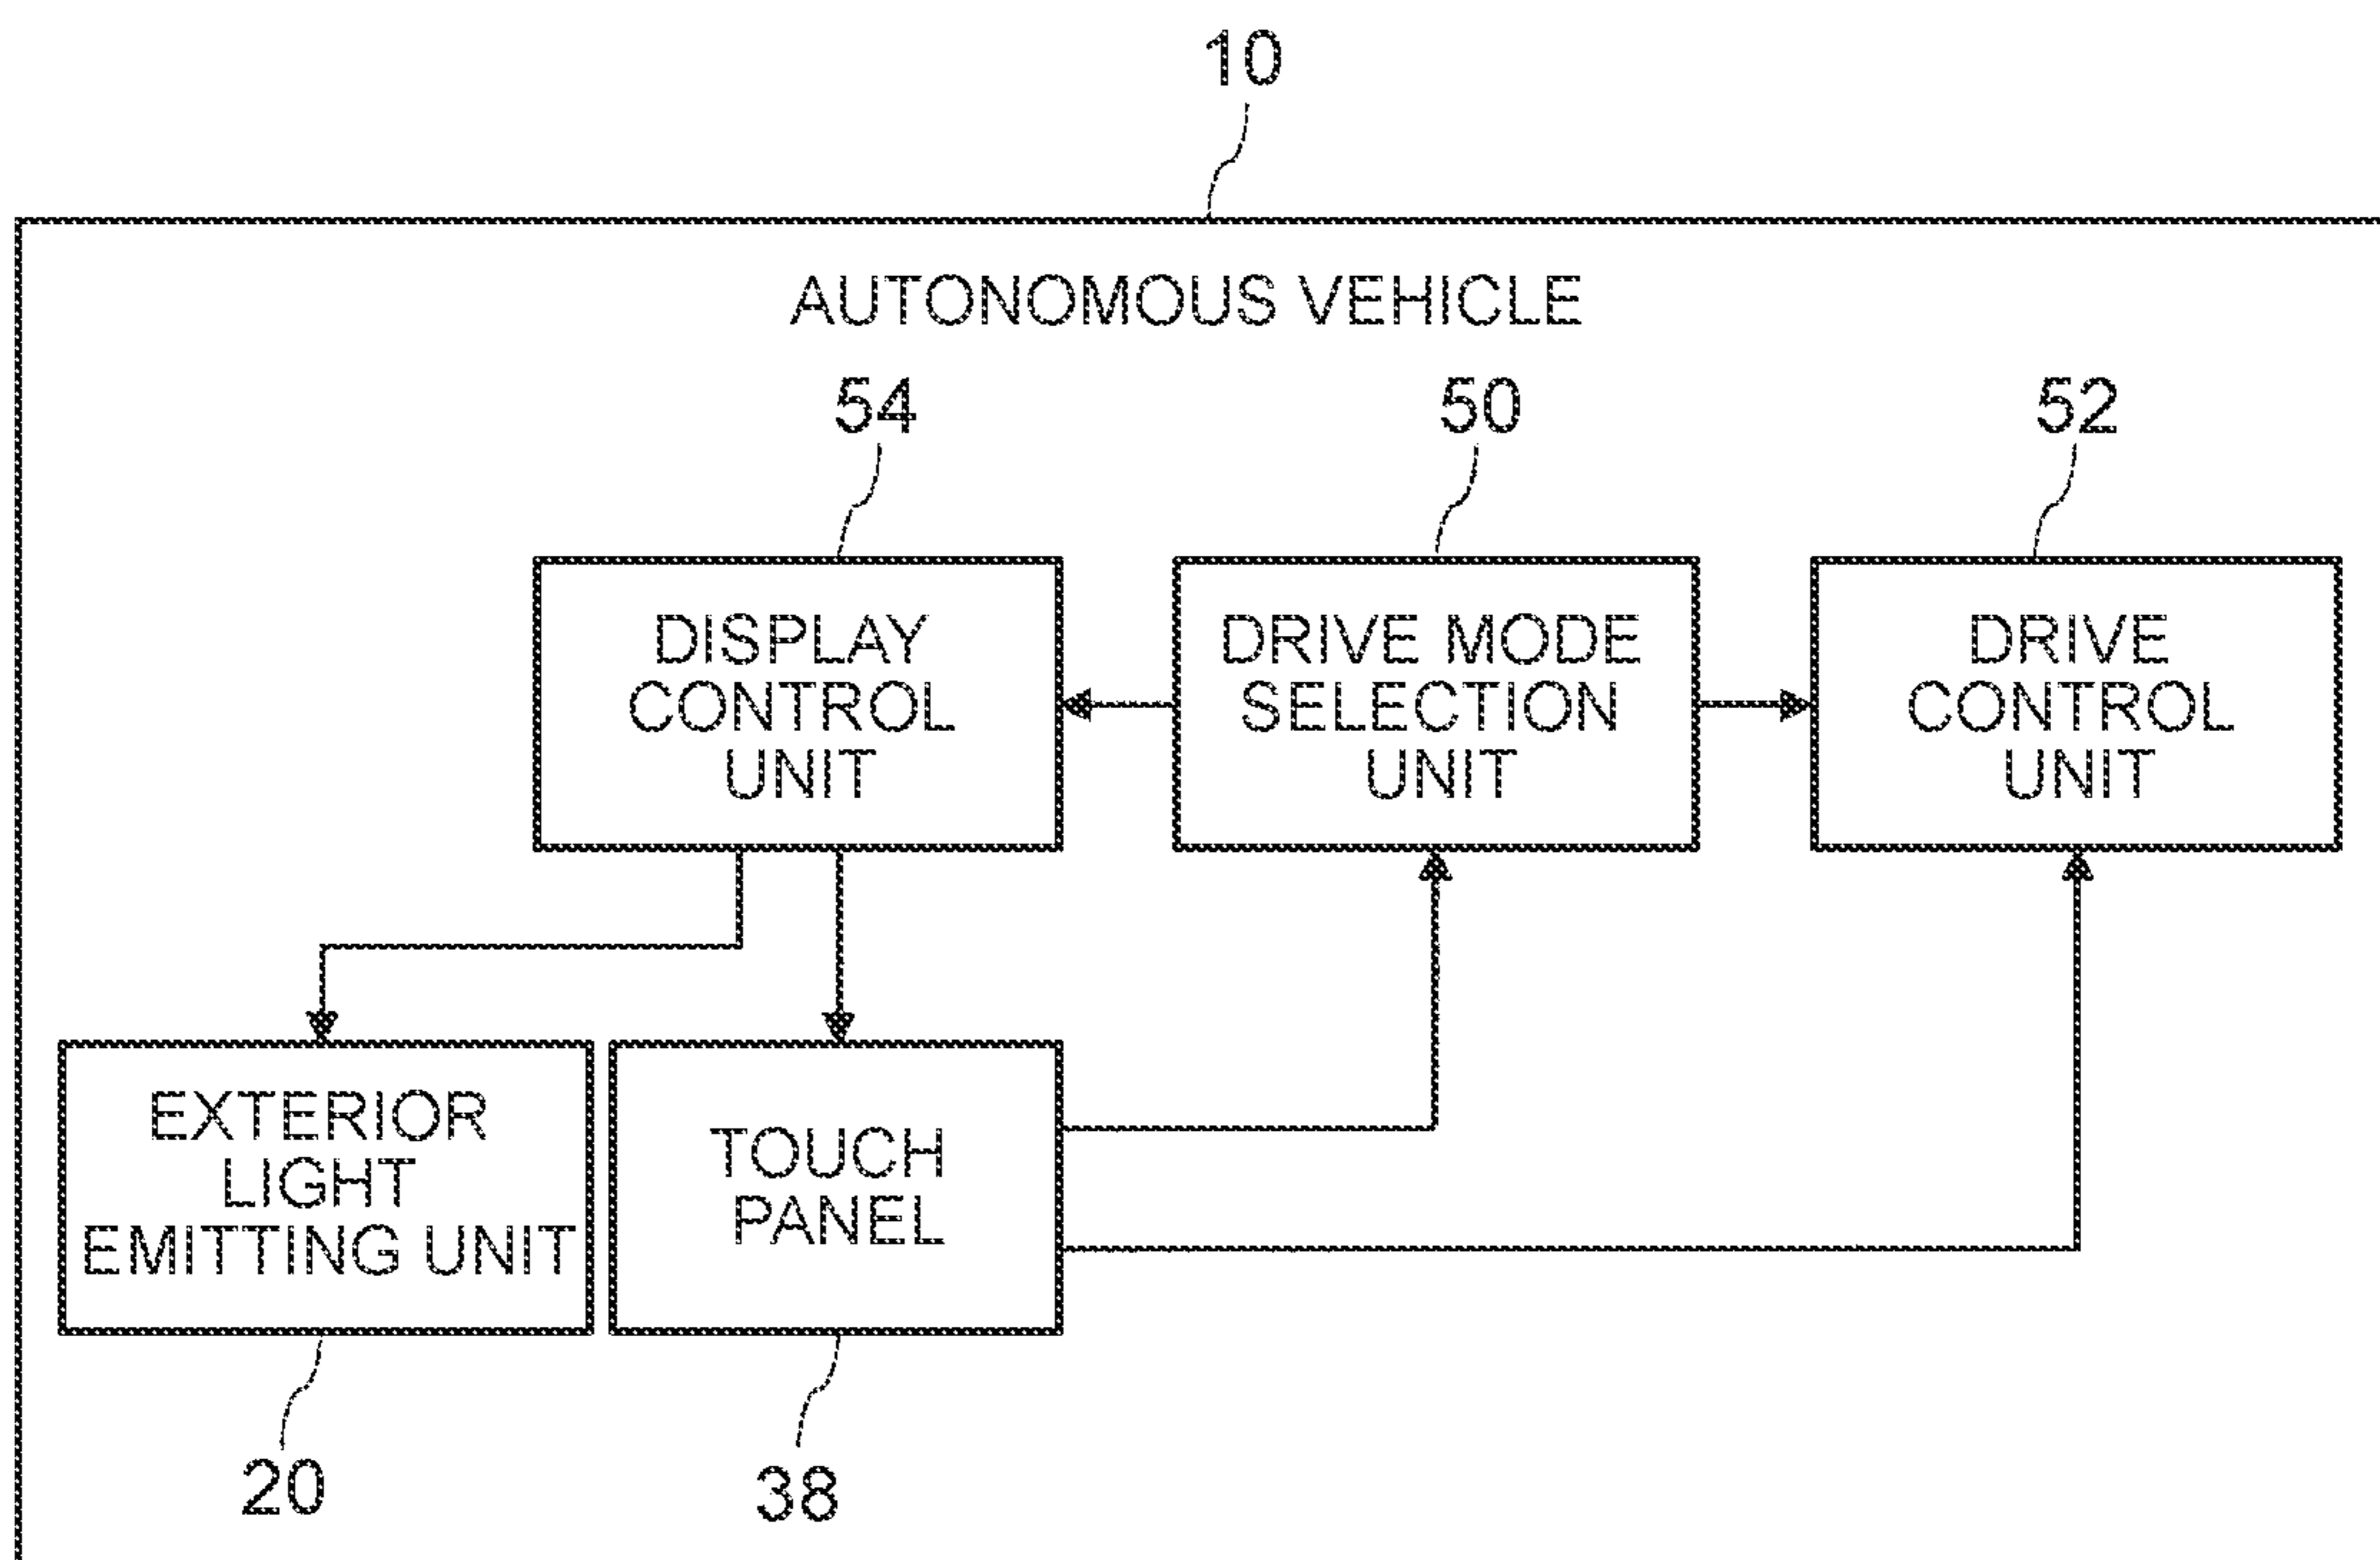 10
AUTONOMOUS VEHICLE
54
50
52
DISPLAY
CONTROL
UNIT
DRIVE MODE
SELECTION
UNIT
DRIVE
CONTROL
UNIT
EXTERIOR
LIGHT
EMITTING UNIT
TOUCH
PANEL
20
38